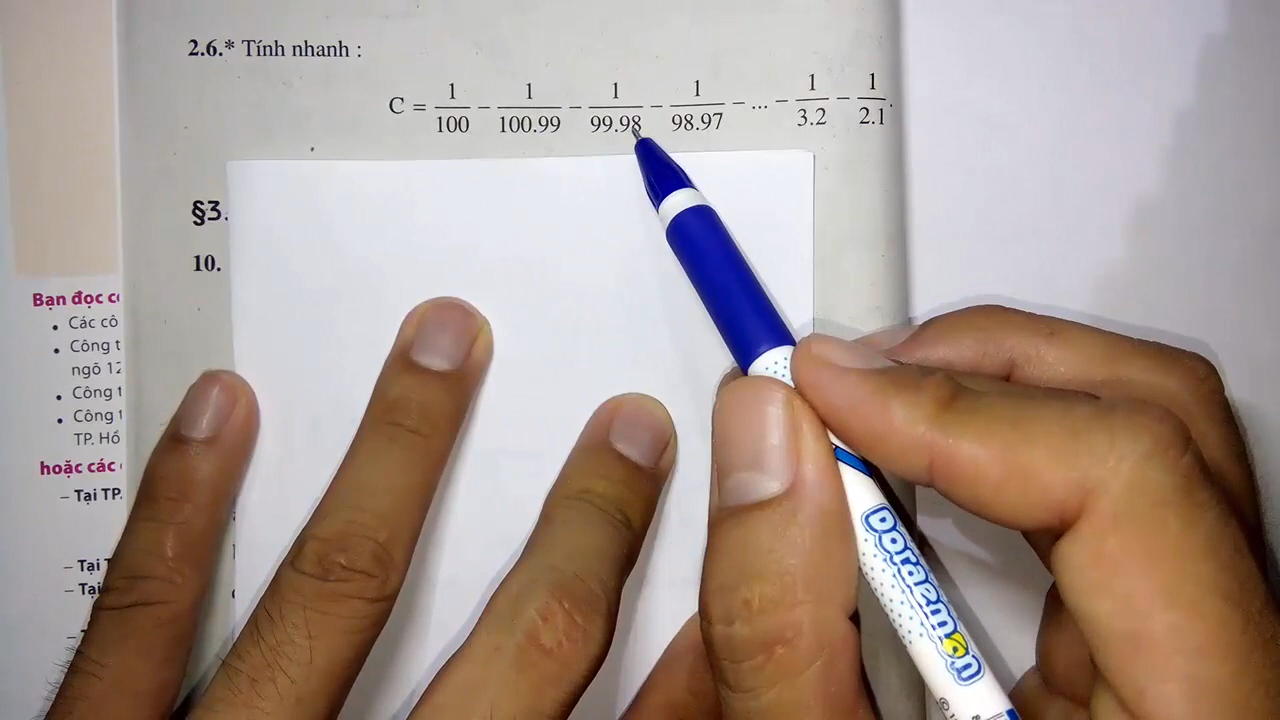 2.6.* Tính nhanh :
C = 1/100 − 1/100.99 − 1/99.98 − 1/98.97 − ... − 1/3.2 − 1/2.1.
§3.
10.
Bạn đọc
• Các cô
• Công t
ngõ 12
• Công t
• Công t
TP. Hồ
hoặc các
– Tại TP.
– Tại
– Tại
Doraemon